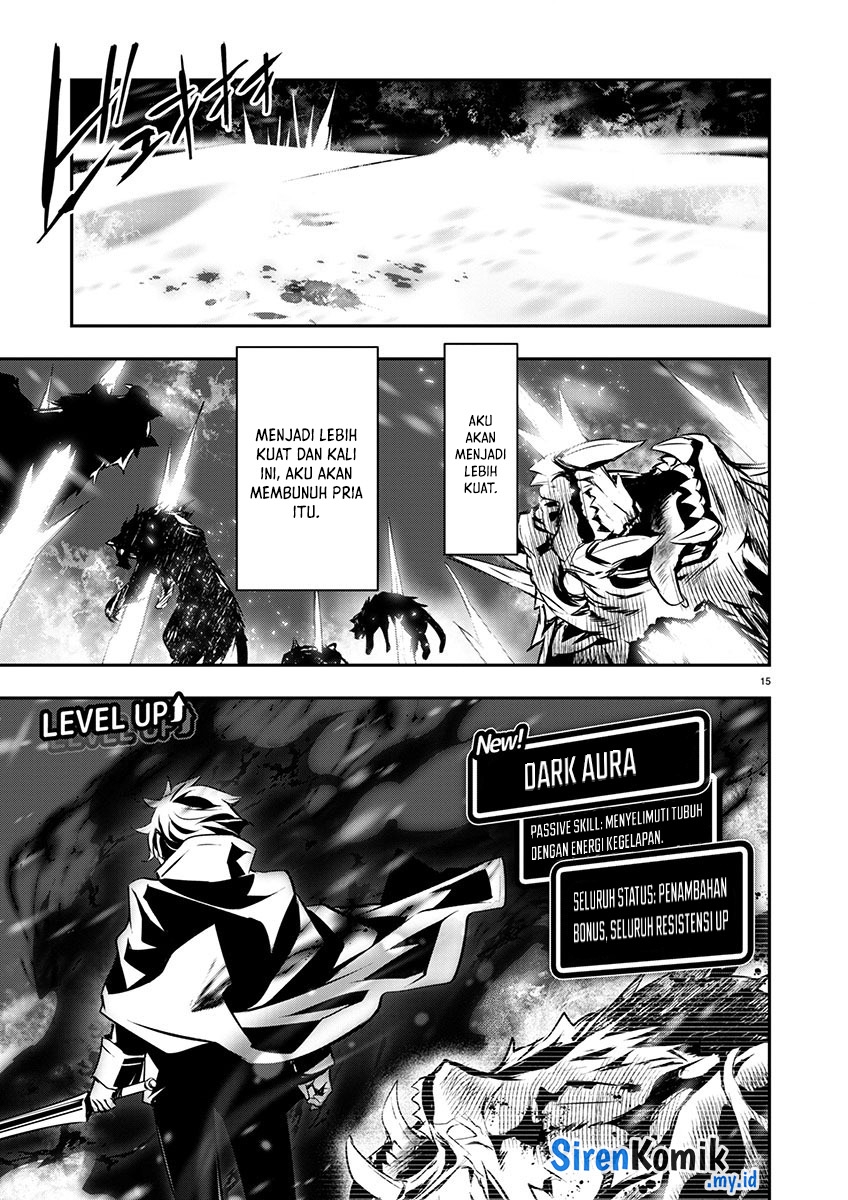 ビュオオオ
AKU
AKAN
MENJADI
LEBIH
KUAT.
MENJADI LEBIH
KUAT DAN KALI
INI, AKU AKAN
MEMBUNUH PRIA
ITU.
15
LEVEL UP
New!
DARK AURA
PASSIVE SKILL: MENYELIMUTI TUBUH
DENGAN ENERGI KEGELAPAN.
SELURUH STATUS: PENAMBAHAN
BONUS, SELURUH RESISTENSI UP
SirenKomik
.my.id